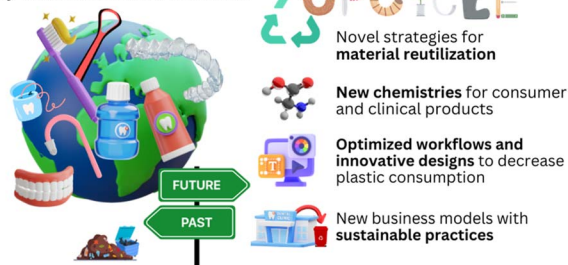 Novel strategies for
material reutilization
New chemistries for consumer
and clinical products
Optimized workflows and
innovative designs to decrease
plastic consumption
FUTURE
PAST
New business models with
sustainable practices